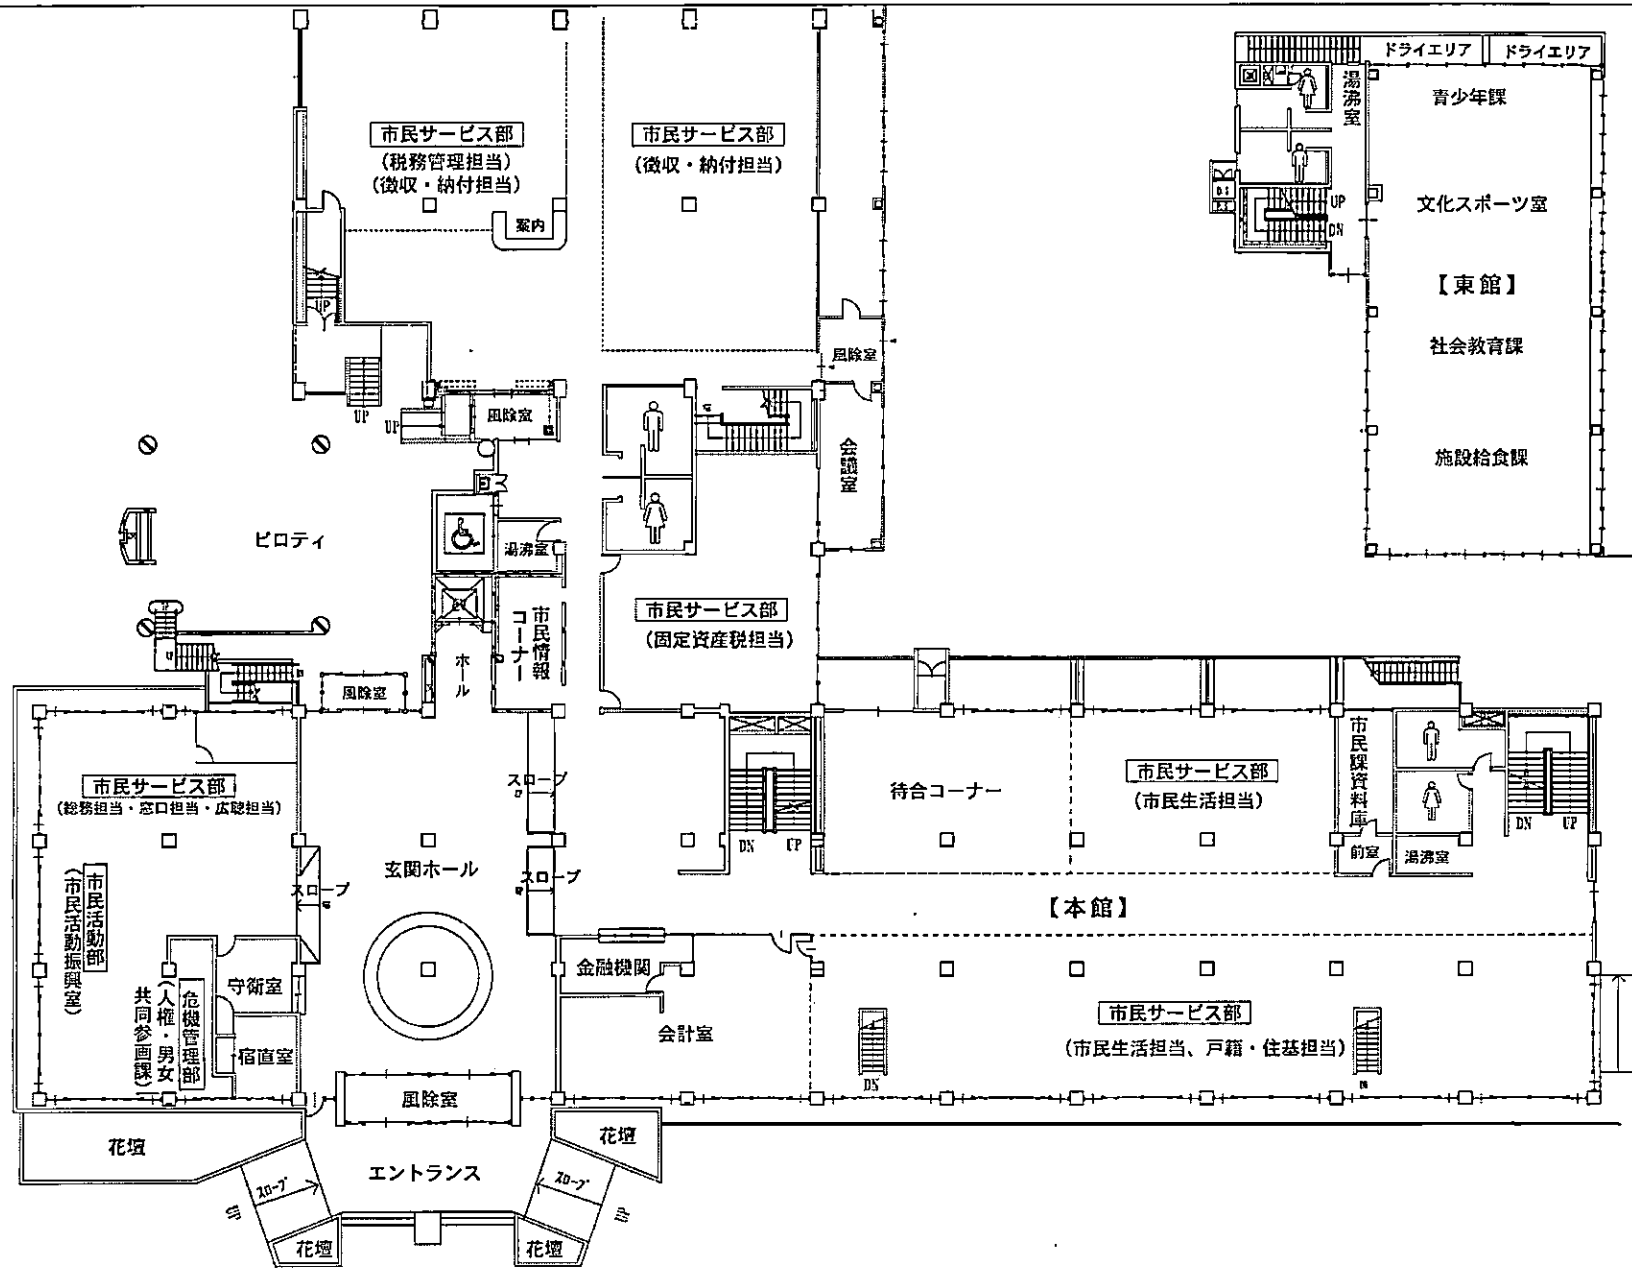 市民サービス部
(税務管理担当)
(徴収・納付担当)
案内
市民サービス部
(徴収・納付担当)
ドライエリア
ドライエリア
湯沸室
青少年課
文化スポーツ室
UP
DN
【東館】
社会教育課
施設給食課
UP
UP
UP
風除室
風除室
会議室
ピロティ
湯沸室
市民情報
コーナー
ホール
市民サービス部
(固定資産税担当)
風除室
市民サービス部
(総務担当・窓口担当・広聴担当)
スロープ
スロープ
スロープ
玄関ホール
DN
UP
待合コーナー
市民サービス部
(市民生活担当)
市民課資料庫
前室
湯沸室
DN
UP
【本館】
市民活動部
(市民活動振興室)
危機管理部
(人権・男女
共同参画課)
守衛室
宿直室
金融機関
会計室
市民サービス部
(市民生活担当、戸籍・住基担当)
DN
風除室
エントランス
花壇
花壇
スロープ
スロープ
UP
UP
花壇
花壇